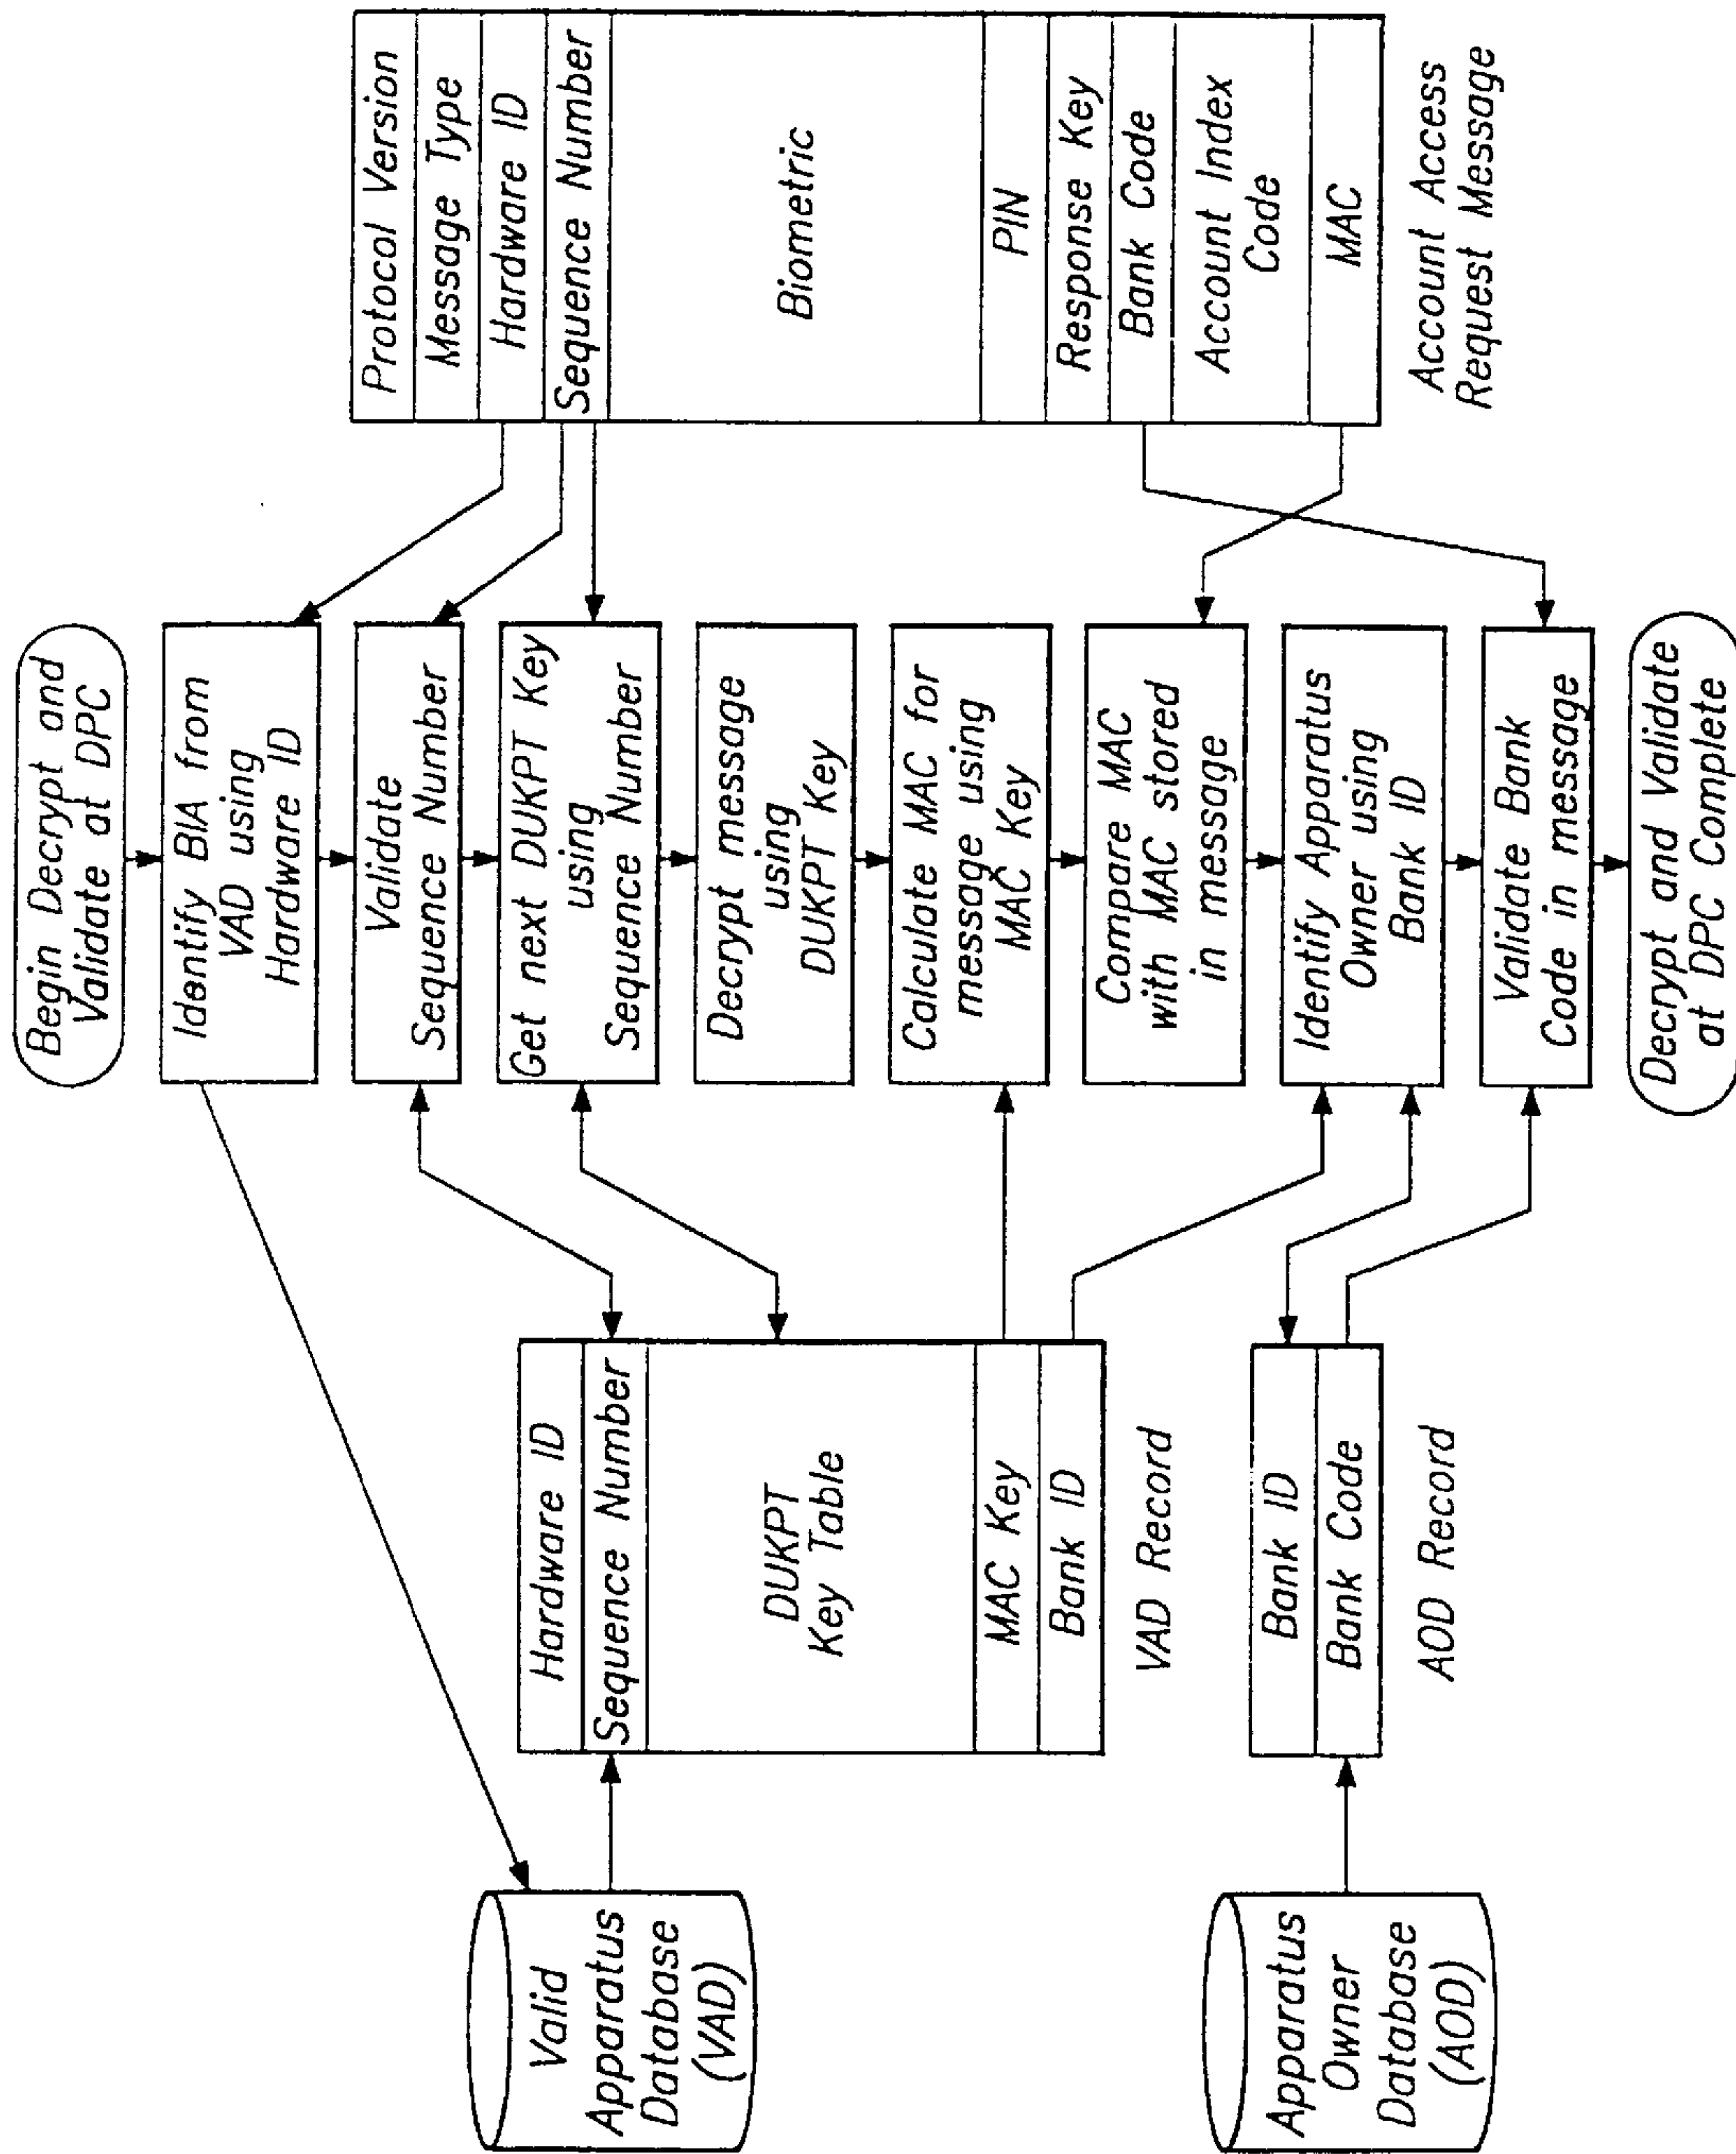 Begin Decrypt and
Validate at DPC
Identify BIA from
VAD using
Hardware ID
Validate
Sequence Number
Get next DUKPT Key
using
Sequence Number
Decrypt message
using
DUKPT Key
Calculate MAC for
message using
MAC Key
Compare MAC
with MAC stored
in message
Identify Apparatus
Owner using
Bank ID
Validate Bank
Code in message
Decrypt and Validate
at DPC Complete
Valid
Apparatus
Database
(VAD)
Hardware ID
Sequence Number
DUKPT
Key Table
MAC Key
Bank ID
VAD Record
Apparatus
Owner
Database
(AOD)
Bank ID
Bank Code
AOD Record
Protocol Version
Message Type
Hardware ID
Sequence Number
Biometric
PIN
Response Key
Bank Code
Account Index
Code
MAC
Account Access
Request Message